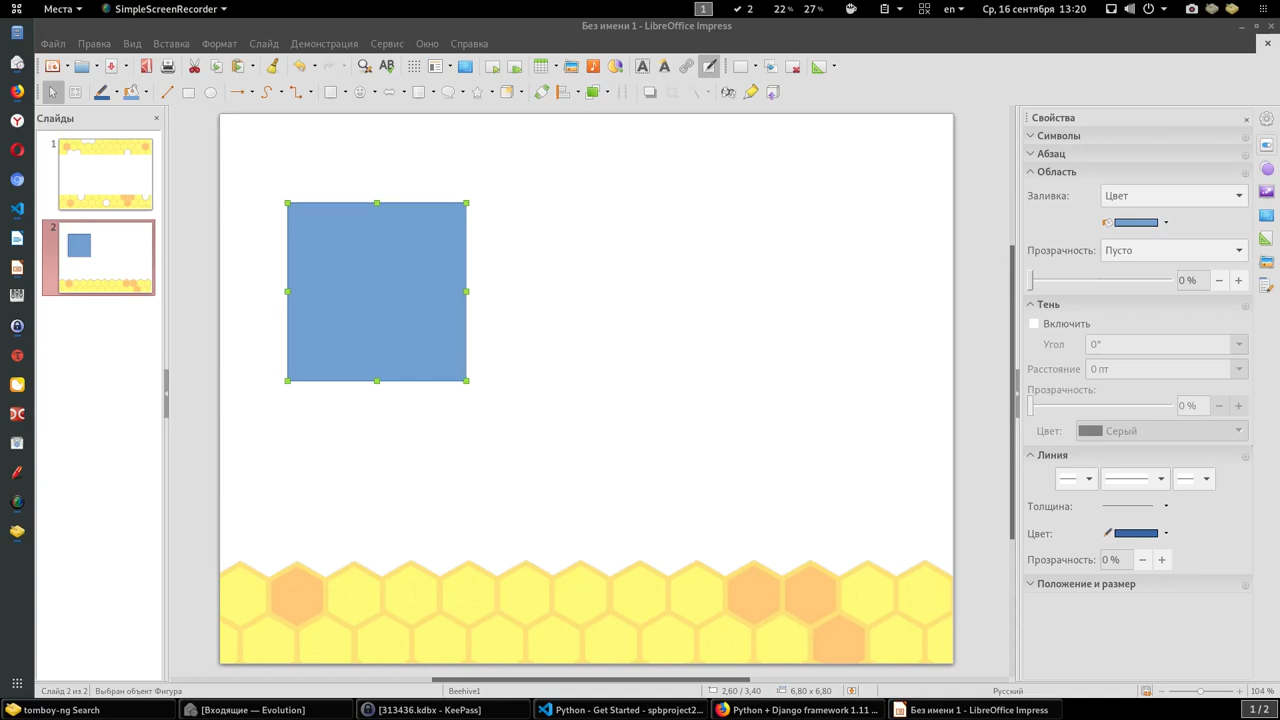 Места
SimpleScreenRecorder
1
2
22 %
27 %
en
Ср, 16 сентября
13:20
Без имени 1 - LibreOffice Impress
Файл
Правка
Вид
Вставка
Формат
Слайд
Демонстрация
Сервис
Окно
Справка
Слайды
1
2
Свойства
Символы
Абзац
Область
Заливка:
Цвет
Прозрачность:
Пусто
0 %
Тень
Включить
Угол
0°
Расстояние
0 пт
Прозрачность:
0 %
Цвет:
Серый
Линия
Толщина:
Цвет:
Прозрачность:
0 %
Положение и размер
Слайд 2 из 2
Выбран объект Фигура
Beehive1
2,60 / 3,40
6,80 x 6,80
Русский
104 %
tomboy-ng Search
[Входящие — Evolution]
[313436.kdbx - KeePass]
Python - Get Started - spbproject2...
Python + Django framework 1.11 ...
Без имени 1 - LibreOffice Impress
1 / 2